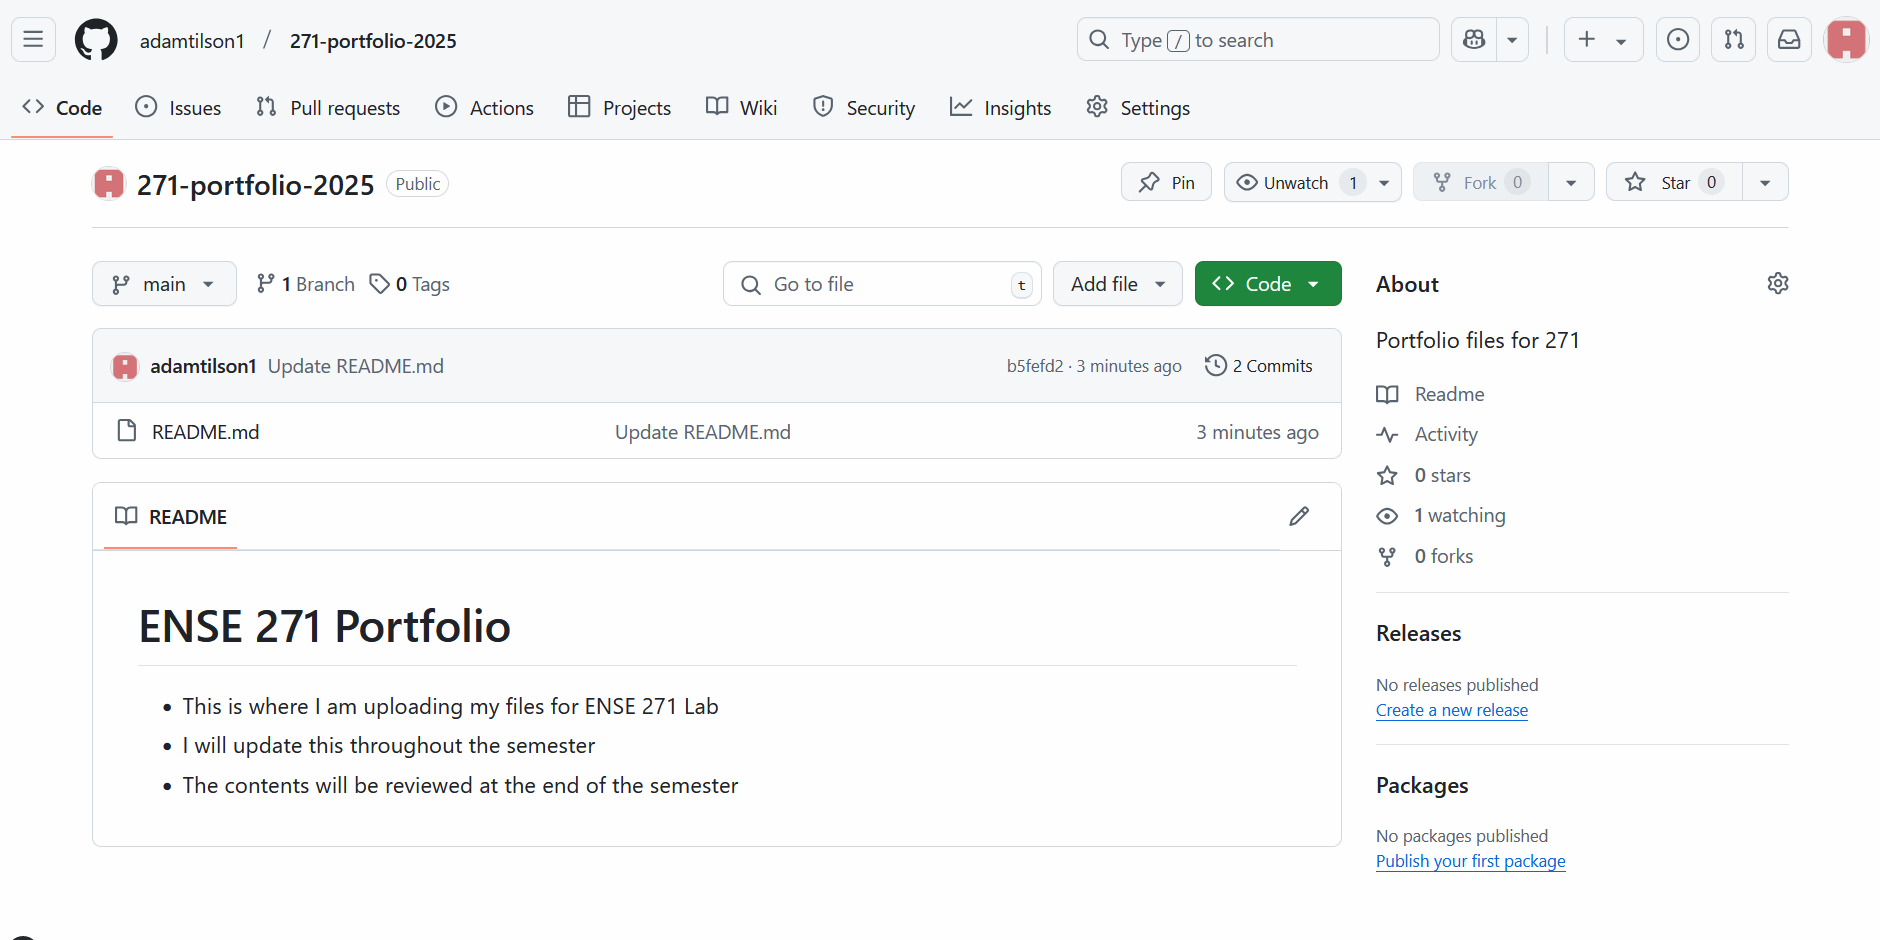 adamtilson1 / 271-portfolio-2025
Type / to search
Code Issues Pull requests Actions Projects Wiki Security Insights Settings
271-portfolio-2025 Public
Pin Unwatch 1 Fork 0 Star 0
main 1 Branch 0 Tags Go to file t Add file Code
adamtilson1 Update README.md b5fefd2 · 3 minutes ago 2 Commits
README.md Update README.md 3 minutes ago
README
ENSE 271 Portfolio
• This is where I am uploading my files for ENSE 271 Lab
• I will update this throughout the semester
• The contents will be reviewed at the end of the semester
About
Portfolio files for 271
Readme
Activity
0 stars
1 watching
0 forks
Releases
No releases published
Create a new release
Packages
No packages published
Publish your first package